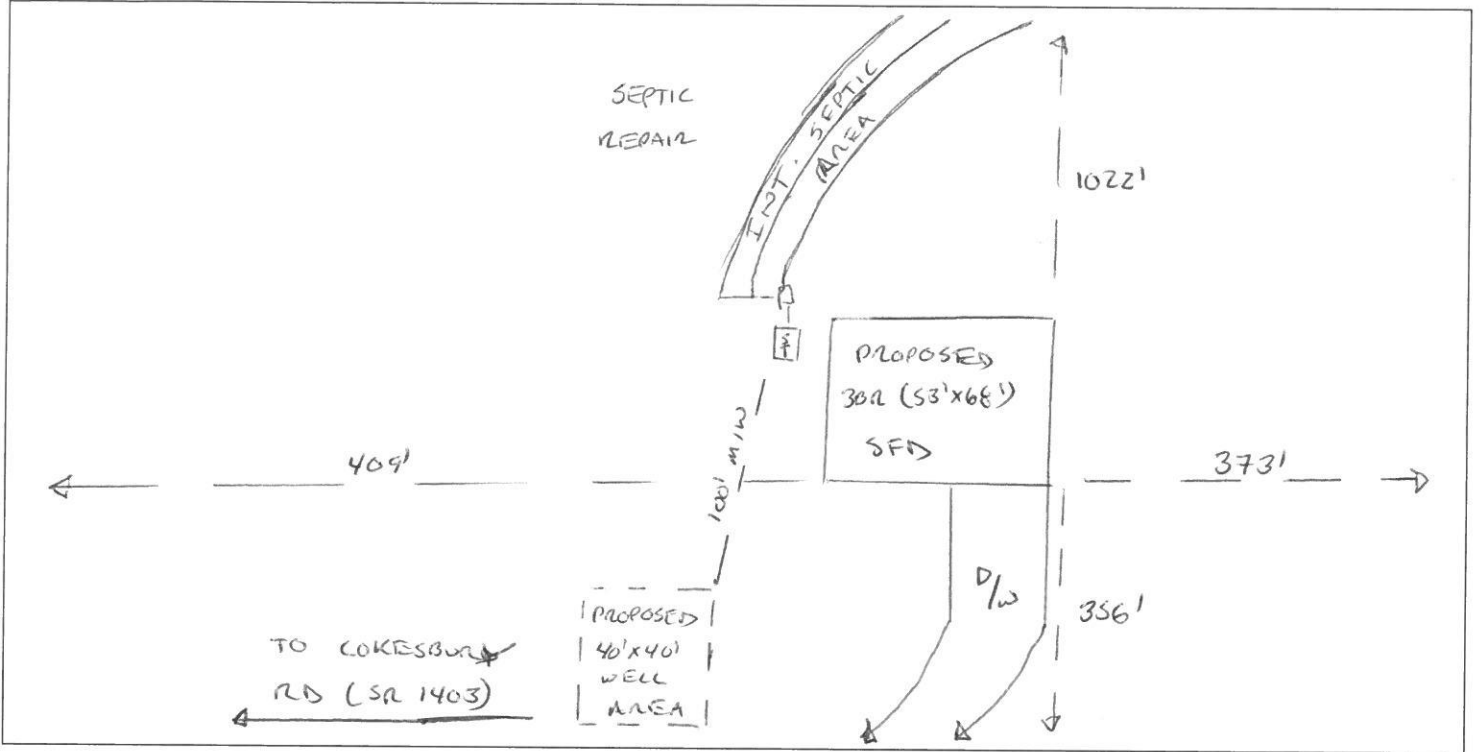 SEPTIC
REPAIR
INT. SEPTIC
AREA
1022'
PROPOSED
3BR (53'x68')
SFD
409'
373'
100' MIN
D/W
356'
PROPOSED
40'x40'
WELL
AREA
TO COKESBURY
RD (SR 1403)